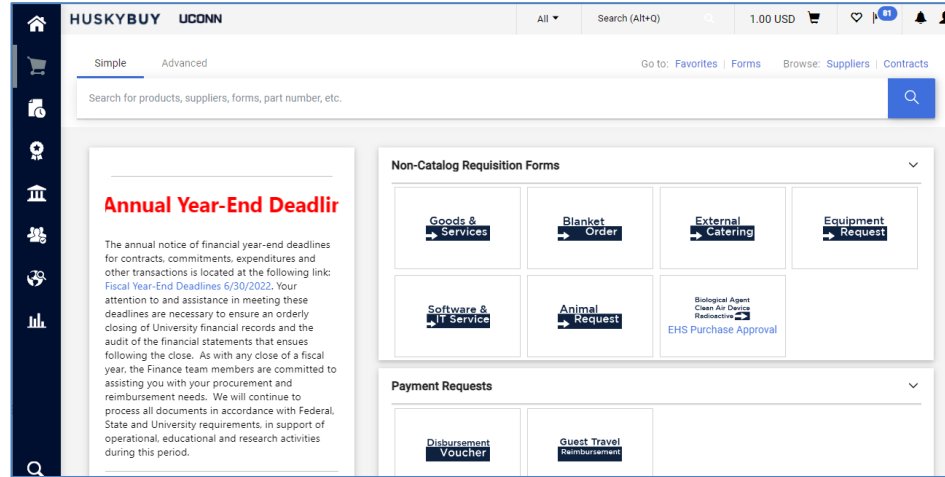 HUSKYBUY UCONN
All
Search (Alt+Q)
1.00 USD
81
Simple
Advanced
Go to: Favorites | Forms
Browse: Suppliers | Contracts
Search for products, suppliers, forms, part number, etc.
Annual Year-End Deadlin
The annual notice of financial year-end deadlines
for contracts, commitments, expenditures and
other transactions is located at the following link:
Fiscal Year-End Deadlines 6/30/2022. Your
attention to and assistance in meeting these
deadlines are necessary to ensure an orderly
closing of University financial records and the
audit of the financial statements that ensues
following the close. As with any close of a fiscal
year, the Finance team members are committed to
assisting you with your procurement and
reimbursement needs. We will continue to
process all documents in accordance with Federal,
State and University requirements, in support of
operational, educational and research activities
during this period.
Non-Catalog Requisition Forms
Goods &
Services
Blanket
Order
External
Catering
Equipment
Request
Software &
IT Service
Animal
Request
Biological Agent
Clean Air Device
Radioactive
EHS Purchase Approval
Payment Requests
Disbursement
Voucher
Guest Travel
Reimbursement